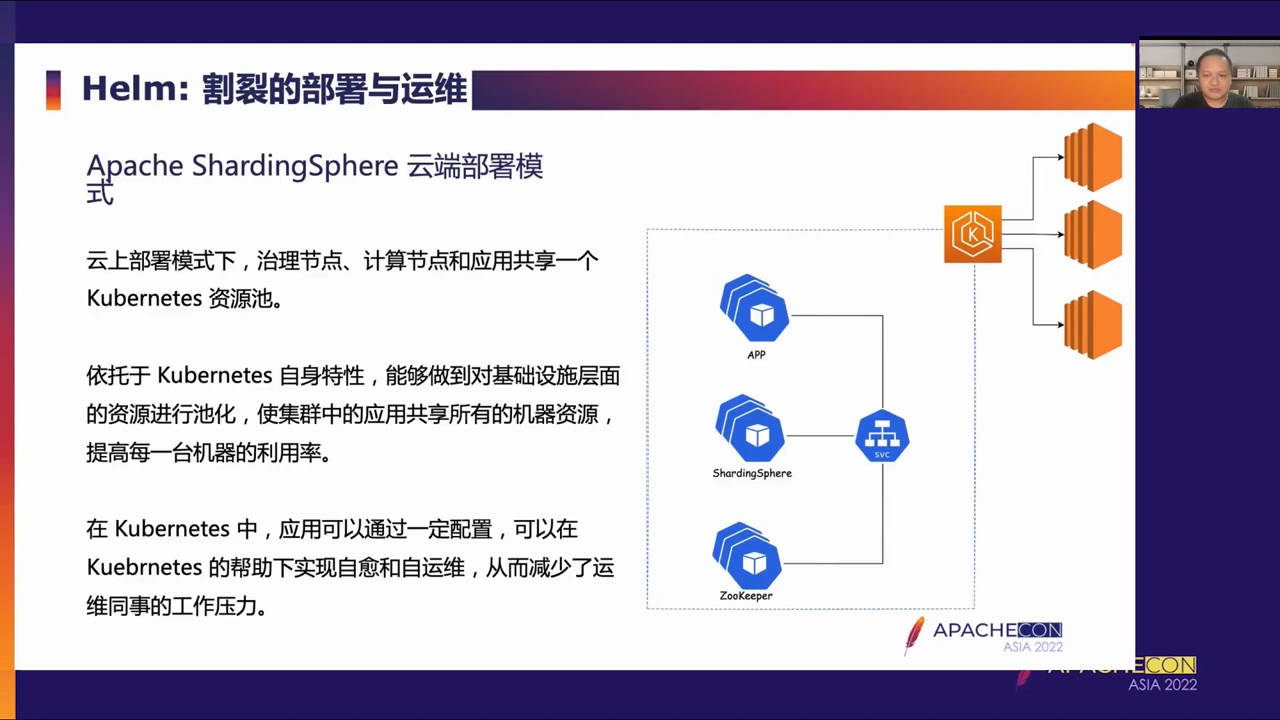 Helm: 割裂的部署与运维
Apache ShardingSphere 云端部署模
式
云上部署模式下，治理节点、计算节点和应用共享一个
Kubernetes 资源池。
依托于 Kubernetes 自身特性，能够做到对基础设施层面
的资源进行池化，使集群中的应用共享所有的机器资源，
提高每一台机器的利用率。
在 Kubernetes 中，应用可以通过一定配置，可以在
Kuebrnetes 的帮助下实现自愈和自运维，从而减少了运
维同事的工作压力。
K
APP
ShardingSphere
svc
ZooKeeper
APACHECON
ASIA 2022
APACHECON
ASIA 2022